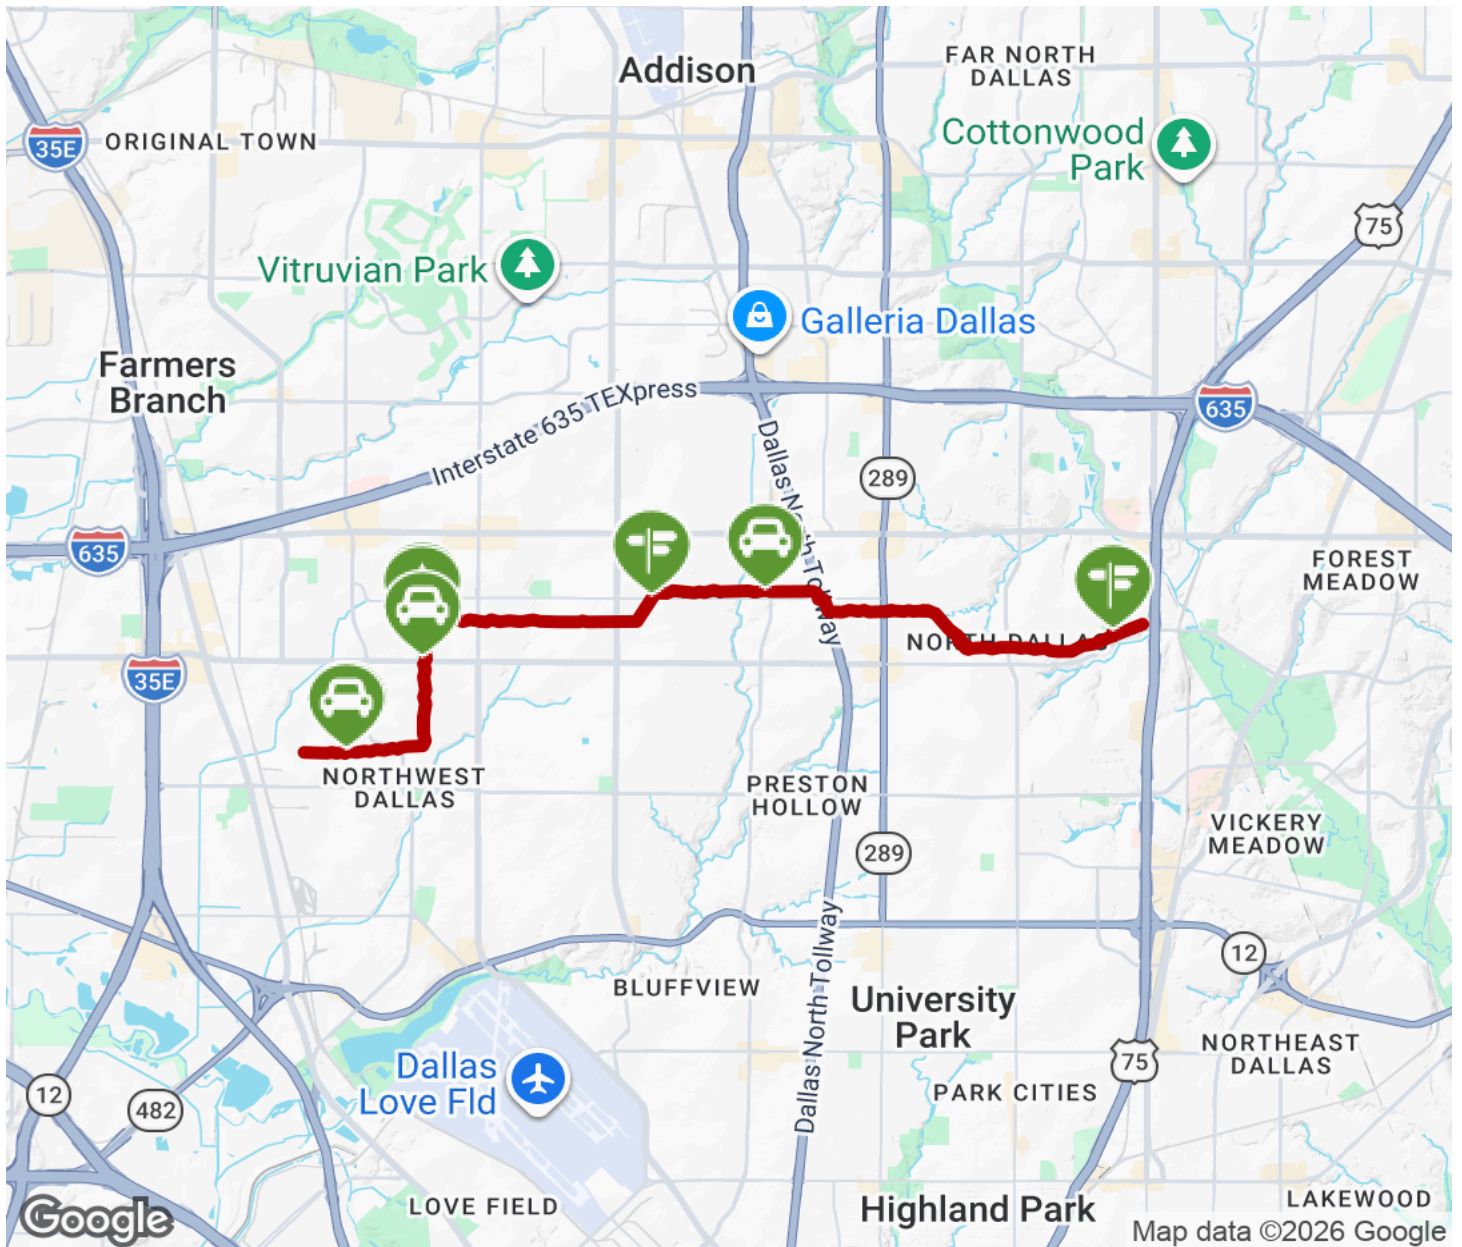 Addison
FAR NORTH
DALLAS
Cottonwood
Park
35E
ORIGINAL TOWN
75
Vitruvian Park
Galleria Dallas
Farmers
Branch
Interstate 635 TEXpress
635
Dallas North Tollway
289
635
FOREST
MEADOW
NORTH DALLAS
35E
NORTHWEST
DALLAS
PRESTON
HOLLOW
VICKERY
MEADOW
289
Dallas North Tollway
12
BLUFFVIEW
University
Park
NORTHEAST
DALLAS
75
Dallas
Love Fld
PARK CITIES
12
482
LOVE FIELD
Highland Park
LAKEWOOD
Google
Map data ©2026 Google